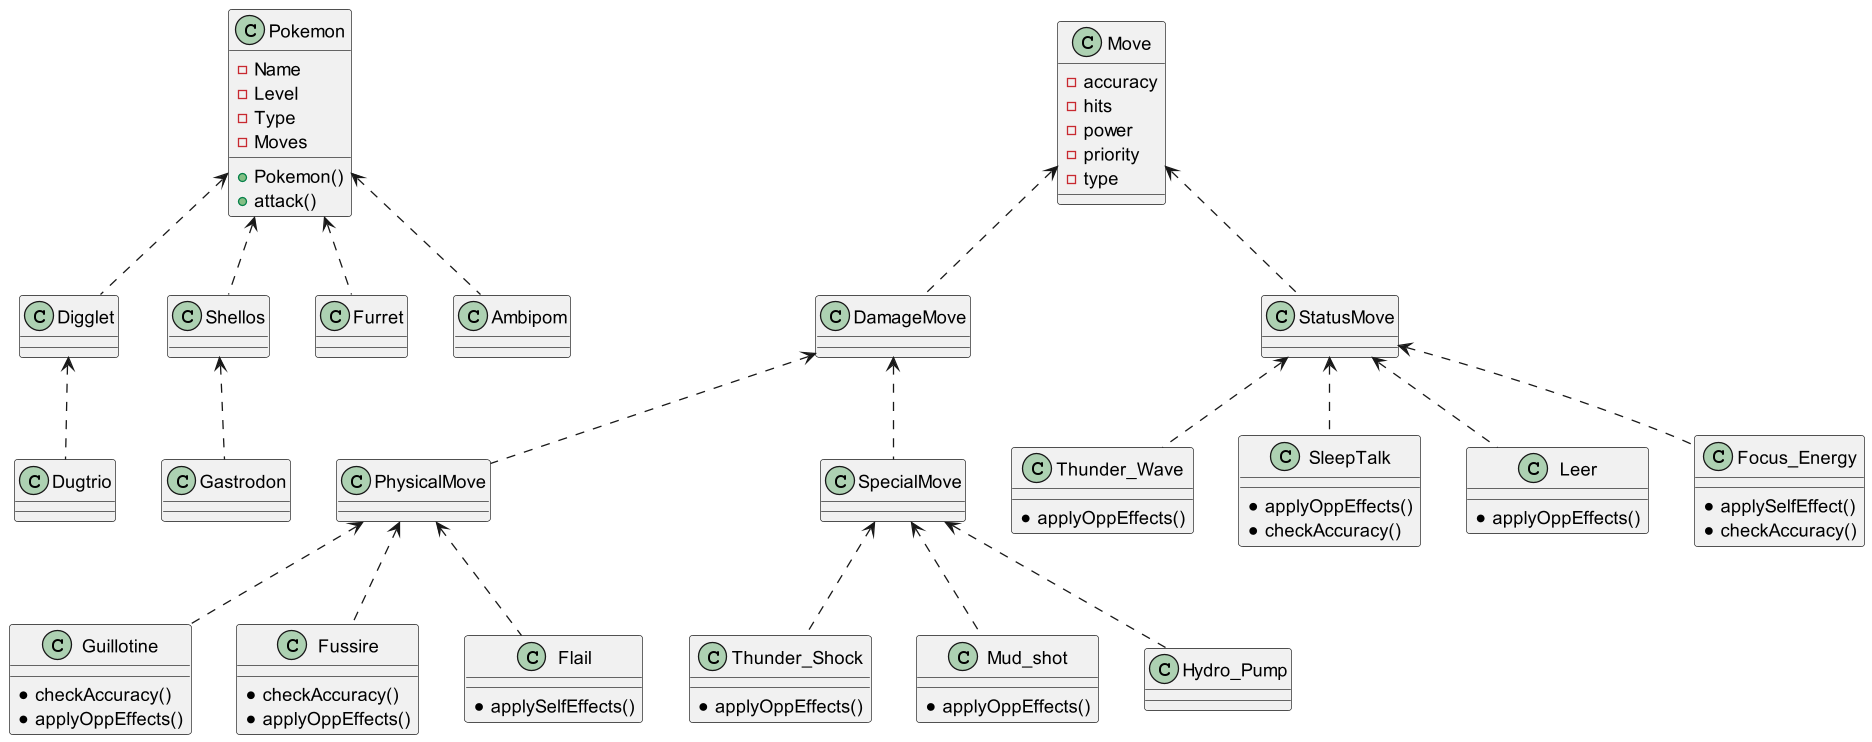 C Pokemon
Name
Level
Type
Moves
Pokemon()
attack()
C Move
accuracy
hits
power
priority
type
C Digglet
C Shellos
C Furret
C Ambipom
C DamageMove
C StatusMove
C Dugtrio
C Gastrodon
C PhysicalMove
C SpecialMove
C Thunder_Wave
applyOppEffects()
C SleepTalk
applyOppEffects()
checkAccuracy()
C Leer
applyOppEffects()
C Focus_Energy
applySelfEffect()
checkAccuracy()
C Guillotine
checkAccuracy()
applyOppEffects()
C Fussire
checkAccuracy()
applyOppEffects()
C Flail
applySelfEffects()
C Thunder_Shock
applyOppEffects()
C Mud_shot
applyOppEffects()
C Hydro_Pump